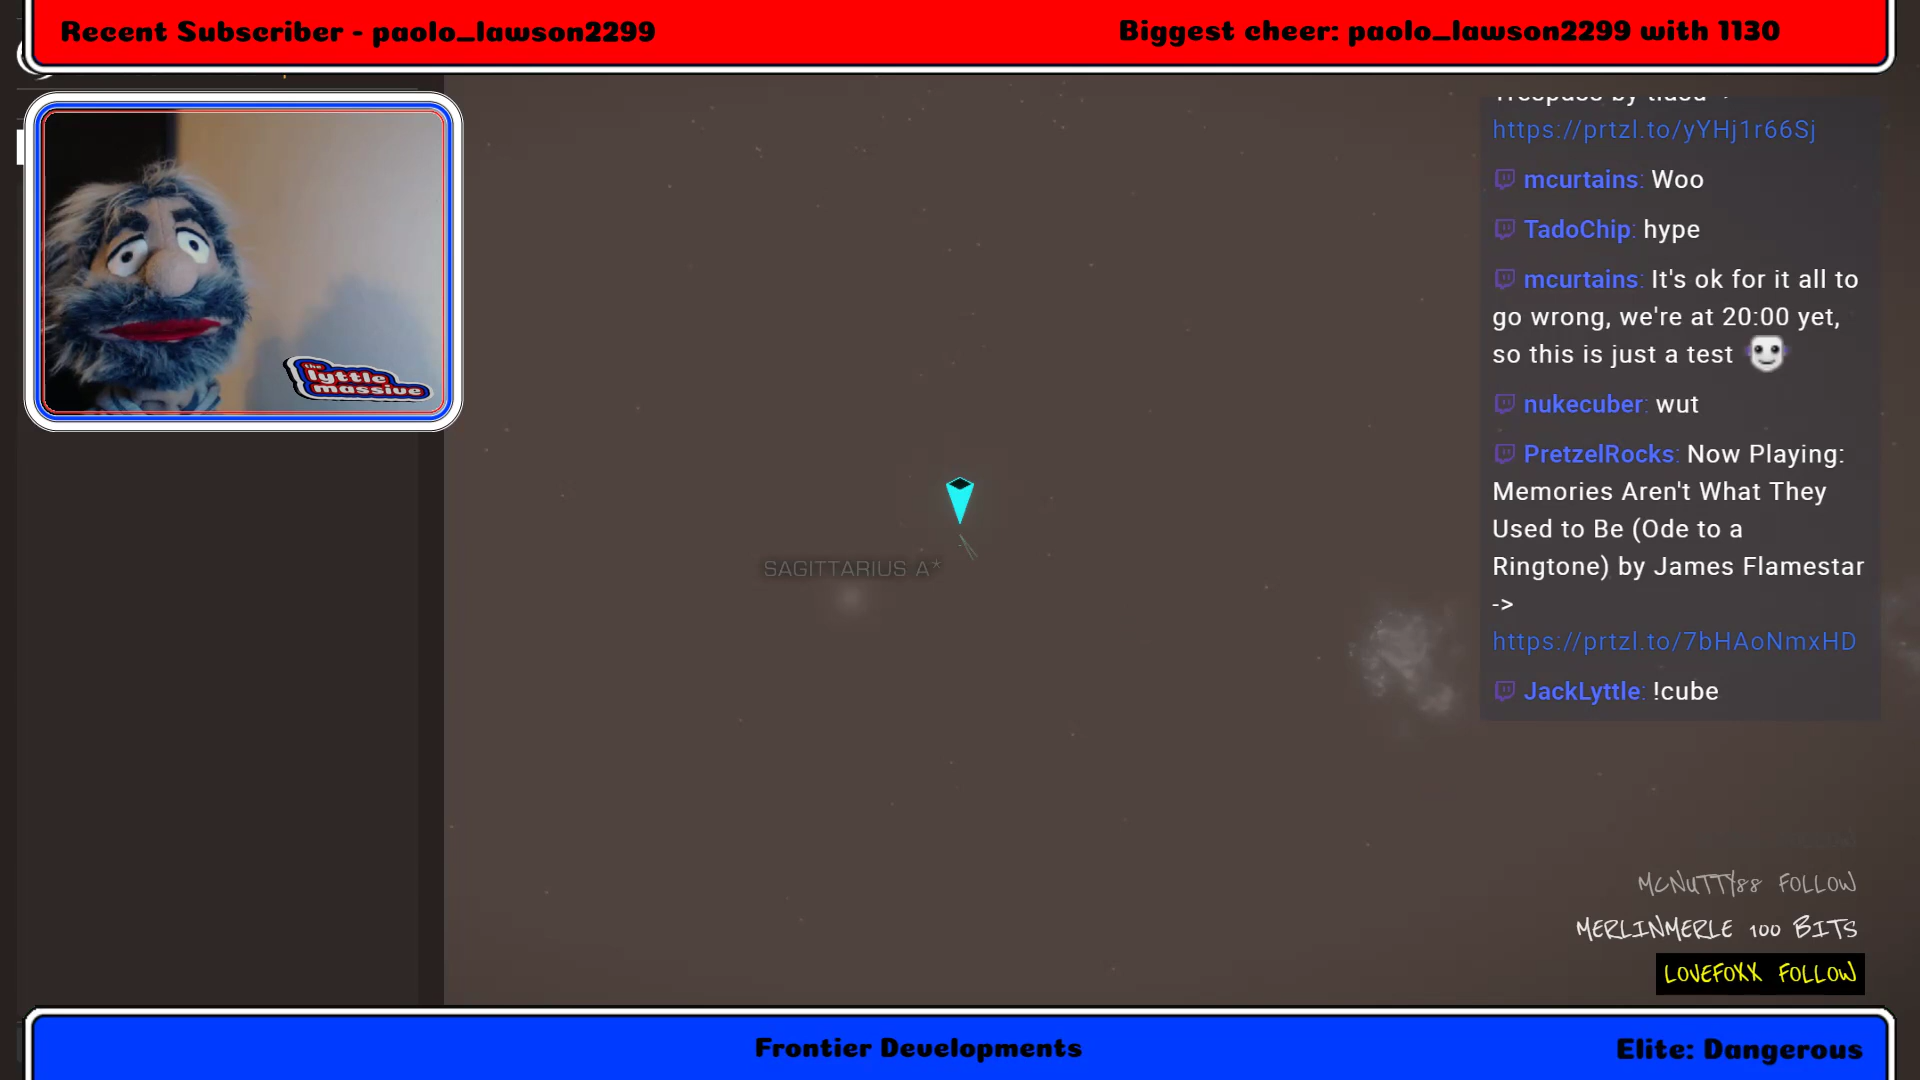 Recent Subscriber - paolo_lawson2299
Biggest cheer: paolo_lawson2299 with 1130
the
lyttle
massive
SAGITTARIUS A*
https://prtzl.to/yYHj1r66Sj
mcurtains: Woo
TadoChip: hype
mcurtains: It's ok for it all to
go wrong, we're at 20:00 yet,
so this is just a test
nukecuber: wut
PretzelRocks: Now Playing:
Memories Aren't What They
Used to Be (Ode to a
Ringtone) by James Flamestar
->
https://prtzl.to/7bHAoNmxHD
JackLyttle: !cube
MCNUTTY88 FOLLOW
MERLINMERLE 100 BITS
LOVEFOXX FOLLOW
Frontier Developments
Elite: Dangerous